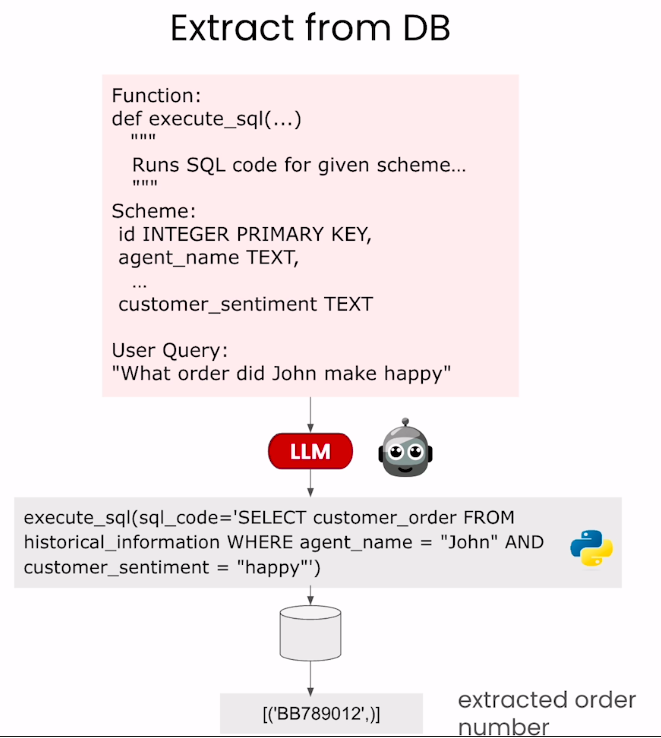 Extract from DB
Function:
def execute_sql(...)
"""
Runs SQL code for given scheme...
"""
Scheme:
id INTEGER PRIMARY KEY,
agent_name TEXT,
...
customer_sentiment TEXT
User Query:
"What order did John make happy"
LLM
execute_sql(sql_code='SELECT customer_order FROM
historical_information WHERE agent_name = "John" AND
customer_sentiment = "happy"')
[('BB789012',)]
extracted order
number